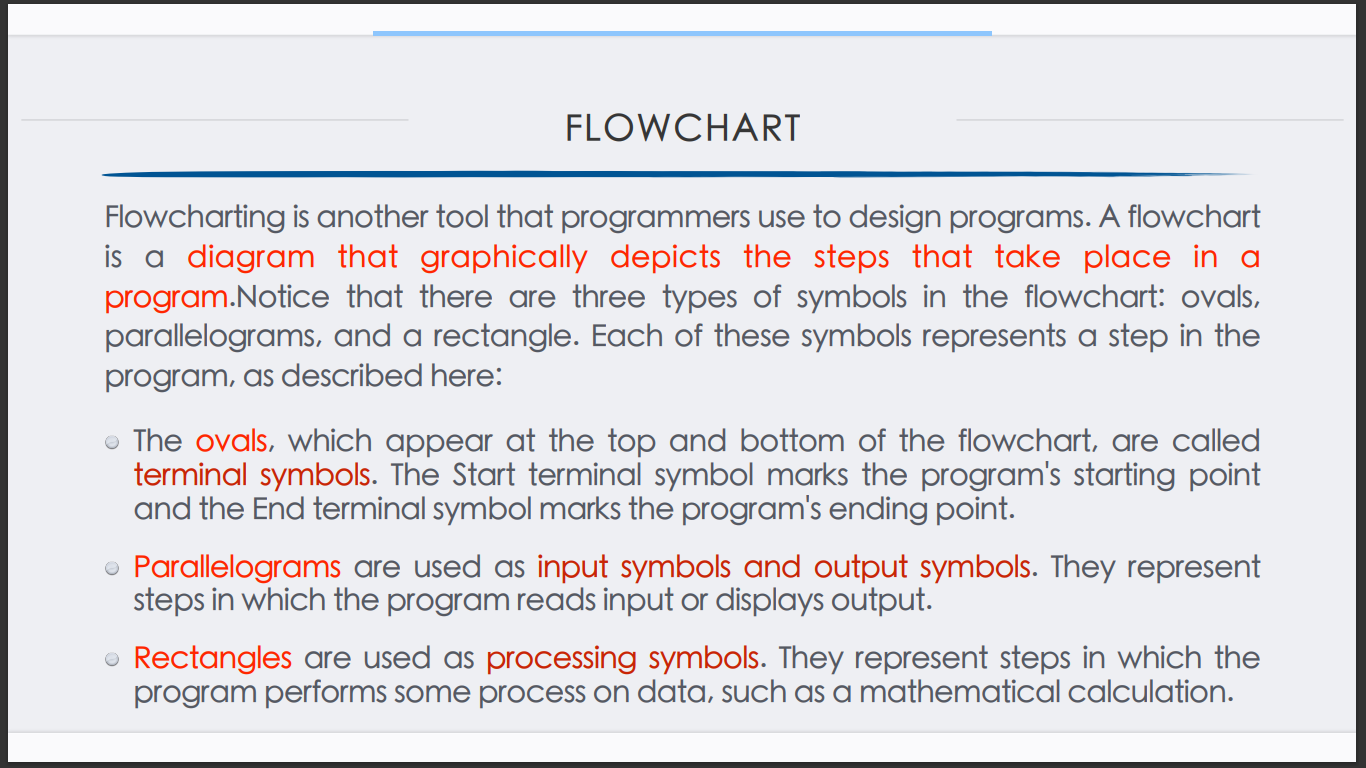 FLOWCHART
Flowcharting is another tool that programmers use to design programs. A flowchart
is a diagram that graphically depicts the steps that take place in a
program.Notice that there are three types of symbols in the flowchart: ovals,
parallelograms, and a rectangle. Each of these symbols represents a step in the
program, as described here:
The ovals, which appear at the top and bottom of the flowchart, are called
terminal symbols. The Start terminal symbol marks the program's starting point
and the End terminal symbol marks the program's ending point.
Parallelograms are used as input symbols and output symbols. They represent
steps in which the program reads input or displays output.
Rectangles are used as processing symbols. They represent steps in which the
program performs some process on data, such as a mathematical calculation.